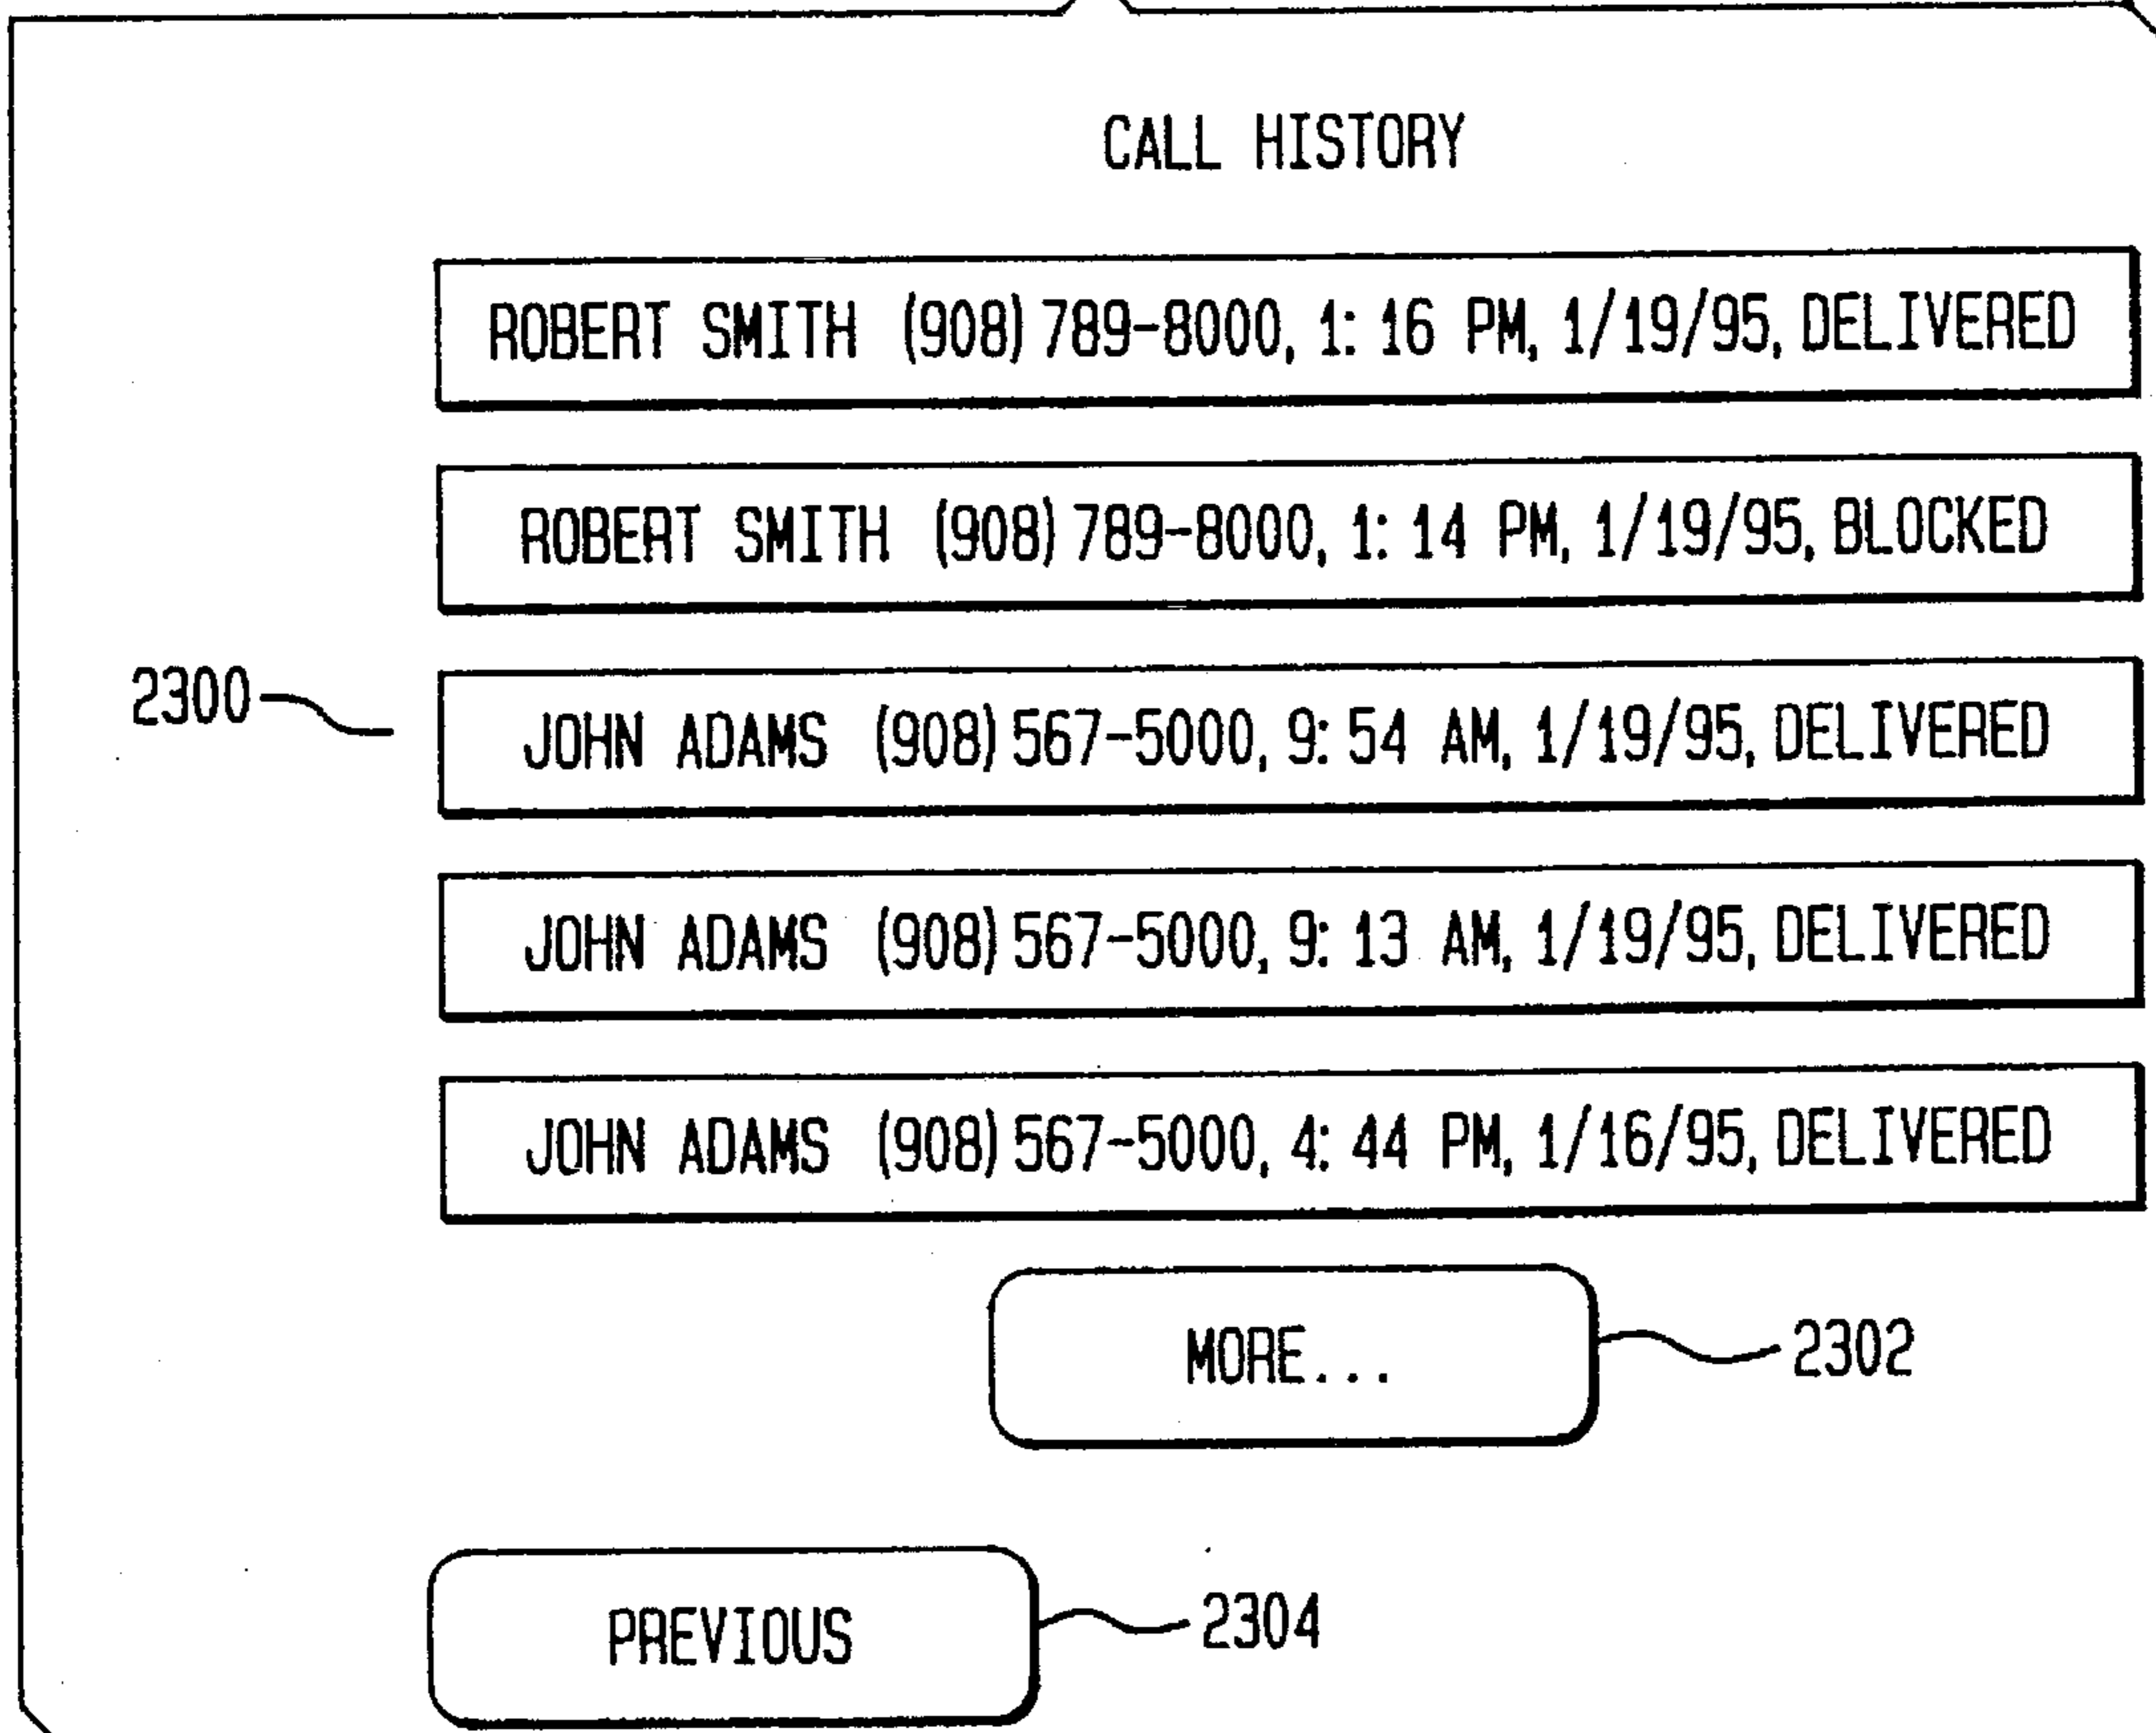 CALL HISTORY
ROBERT SMITH (908) 789-8000, 1: 16 PM, 1/19/95, DELIVERED
ROBERT SMITH (908) 789-8000, 1: 14 PM, 1/19/95, BLOCKED
2300
JOHN ADAMS (908) 567-5000, 9: 54 AM, 1/19/95, DELIVERED
JOHN ADAMS (908) 567-5000, 9: 13 AM, 1/19/95, DELIVERED
JOHN ADAMS (908) 567-5000, 4: 44 PM, 1/16/95, DELIVERED
MORE...
2302
PREVIOUS
2304